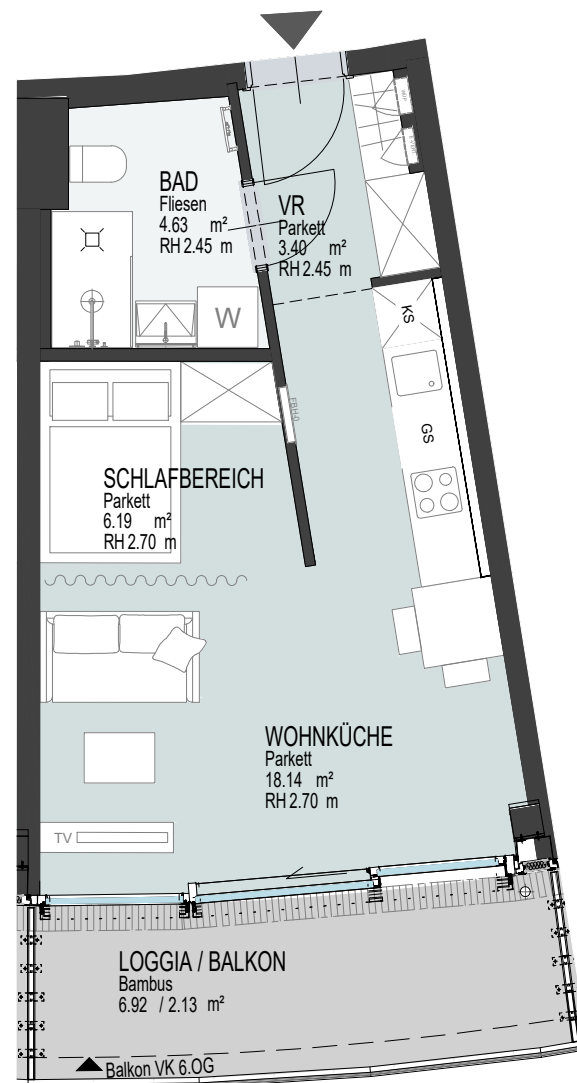 BAD
Fliesen
4.63 m²
RH 2.45 m
VR
Parkett
3.40 m²
RH 2.45 m
W
KS
GS
FBH-0
SCHLAFBEREICH
Parkett
6.19 m²
RH 2.70 m
WOHNKÜCHE
Parkett
18.14 m²
RH 2.70 m
TV
LOGGIA / BALKON
Bambus
6.92 / 2.13 m²
Balkon VK 6.OG